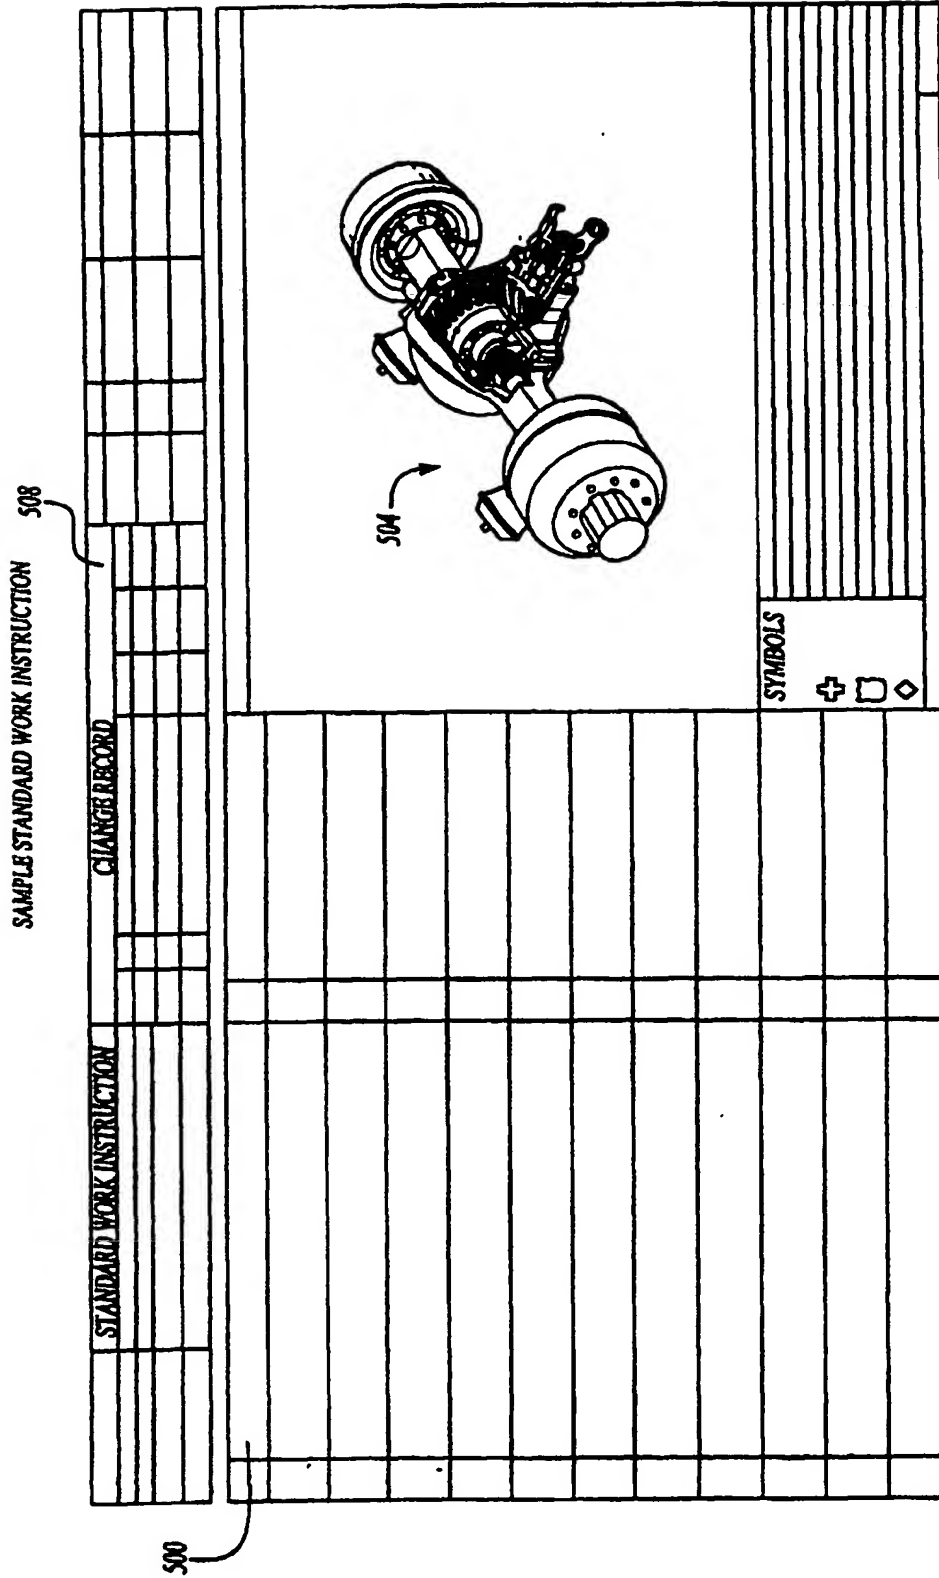 SAMPLE STANDARD WORK INSTRUCTION
508
STANDARD WORK INSTRUCTION
CHANGE RECORD
500
504
SYMBOLS